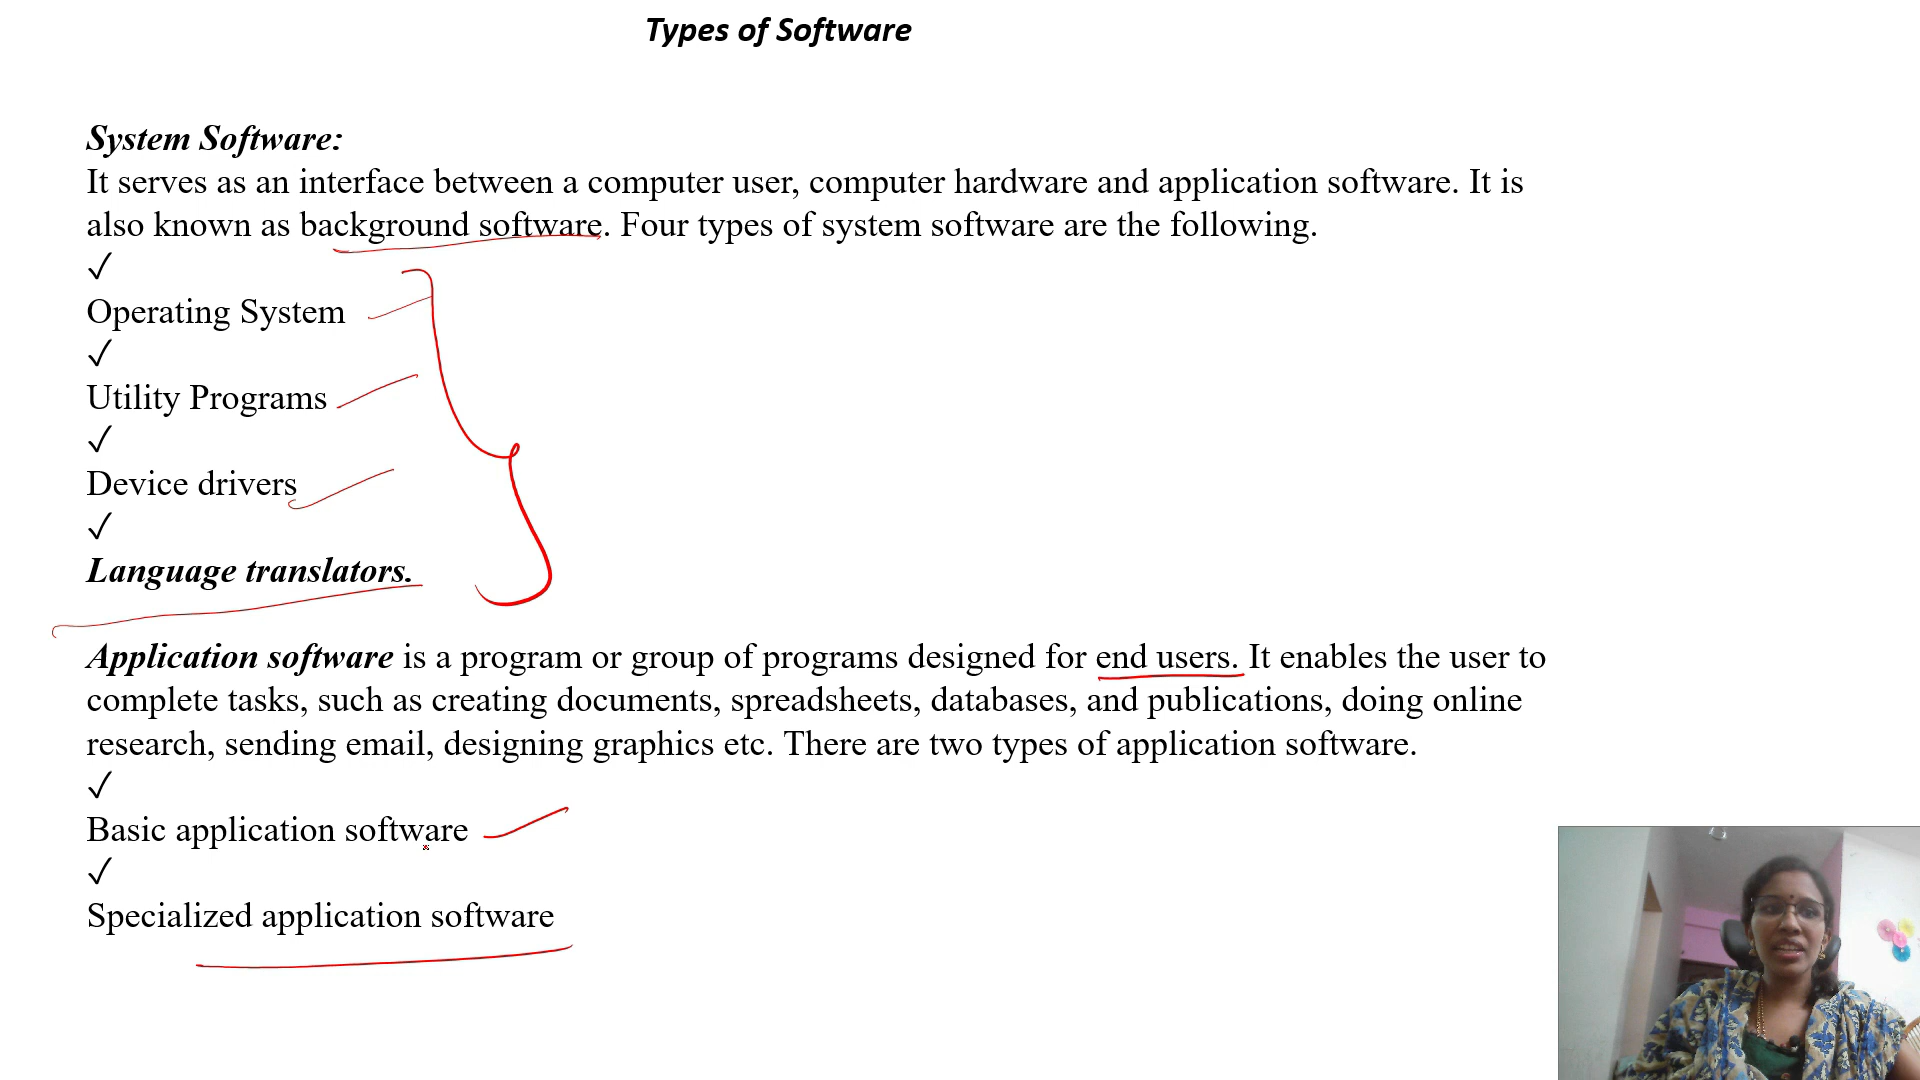 Types of Software
System Software:
It serves as an interface between a computer user, computer hardware and application software. It is
also known as background software. Four types of system software are the following.
✓
Operating System
✓
Utility Programs
✓
Device drivers
✓
Language translators.
Application software is a program or group of programs designed for end users. It enables the user to
complete tasks, such as creating documents, spreadsheets, databases, and publications, doing online
research, sending email, designing graphics etc. There are two types of application software.
✓
Basic application software
✓
Specialized application software